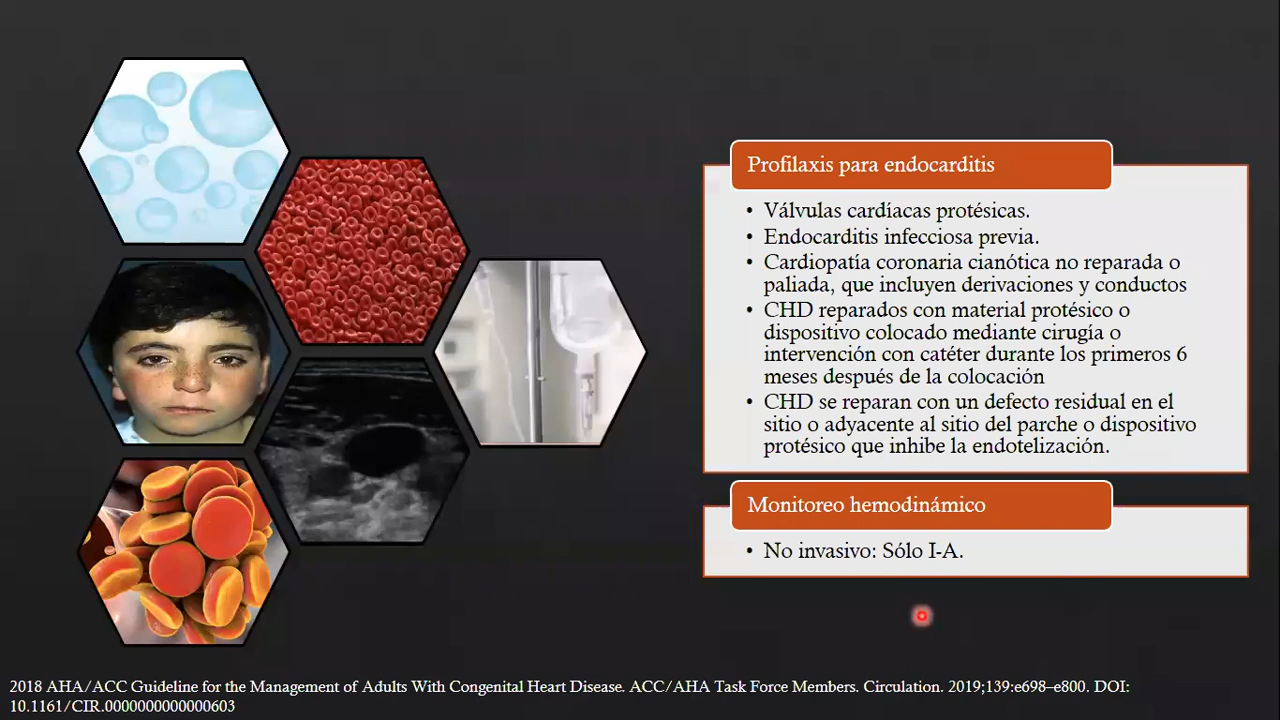 Profilaxis para endocarditis
• Válvulas cardíacas protésicas.
• Endocarditis infecciosa previa.
• Cardiopatía coronaria cianótica no reparada o
paliada, que incluyen derivaciones y conductos
• CHD reparados con material protésico o
dispositivo colocado mediante cirugía o
intervención con catéter durante los primeros 6
meses después de la colocación
• CHD se reparan con un defecto residual en el
sitio o adyacente al sitio del parche o dispositivo
protésico que inhibe la endotelización.
Monitoreo hemodinámico
• No invasivo: Sólo I-A.
2018 AHA/ACC Guideline for the Management of Adults With Congenital Heart Disease. ACC/AHA Task Force Members. Circulation. 2019;139:e698–e800. DOI:
10.1161/CIR.0000000000000603